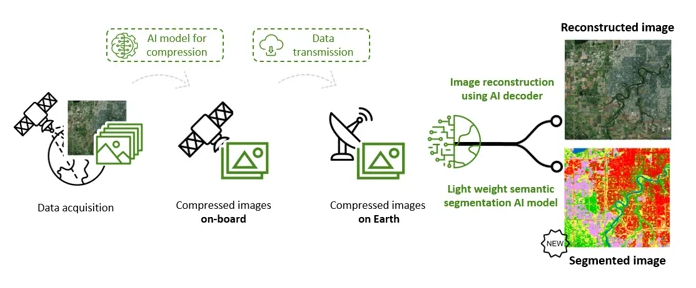 AI model for
compression
Data
transmission
Data acquisition
Compressed images
on-board
Compressed images
on Earth
Image reconstruction
using AI decoder
Light weight semantic
segmentation AI model
Reconstructed image
NEW
Segmented image